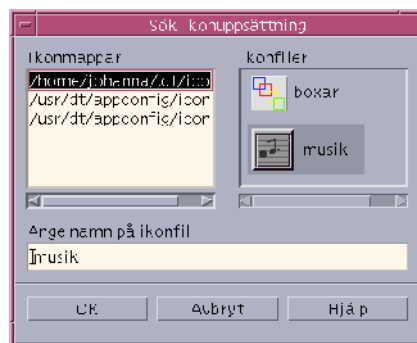 Sök ikonuppsättning
Ikonmappar
/home/johanna/.dt/ico
/usr/dt/appconfig/icon
/usr/dt/appconfig/icon
Ikonfiler
boxar
musik
Ange namn på ikonfil
musik
OK
Avbryt
Hjälp